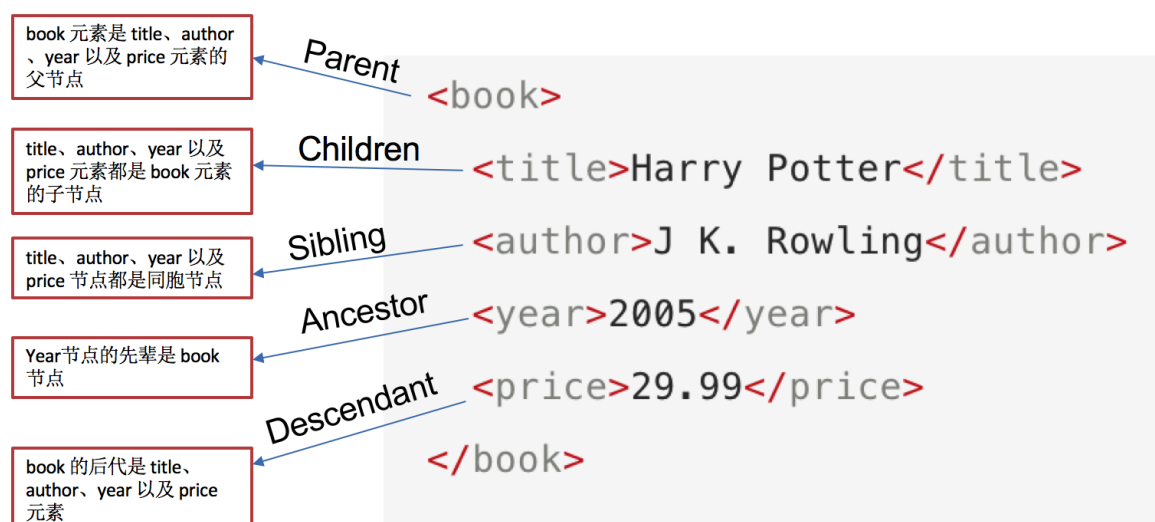 book 元素是 title、author
、year 以及 price 元素的
父节点
Parent
<book>
title、author、year 以及
price 元素都是 book 元素
的子节点
Children
<title>Harry Potter</title>
title、author、year 以及
price 节点都是同胞节点
Sibling
<author>J K. Rowling</author>
Year节点的先辈是 book
节点
Ancestor
<year>2005</year>
book 的后代是 title、
author、year 以及 price
元素
Descendant
<price>29.99</price>
</book>